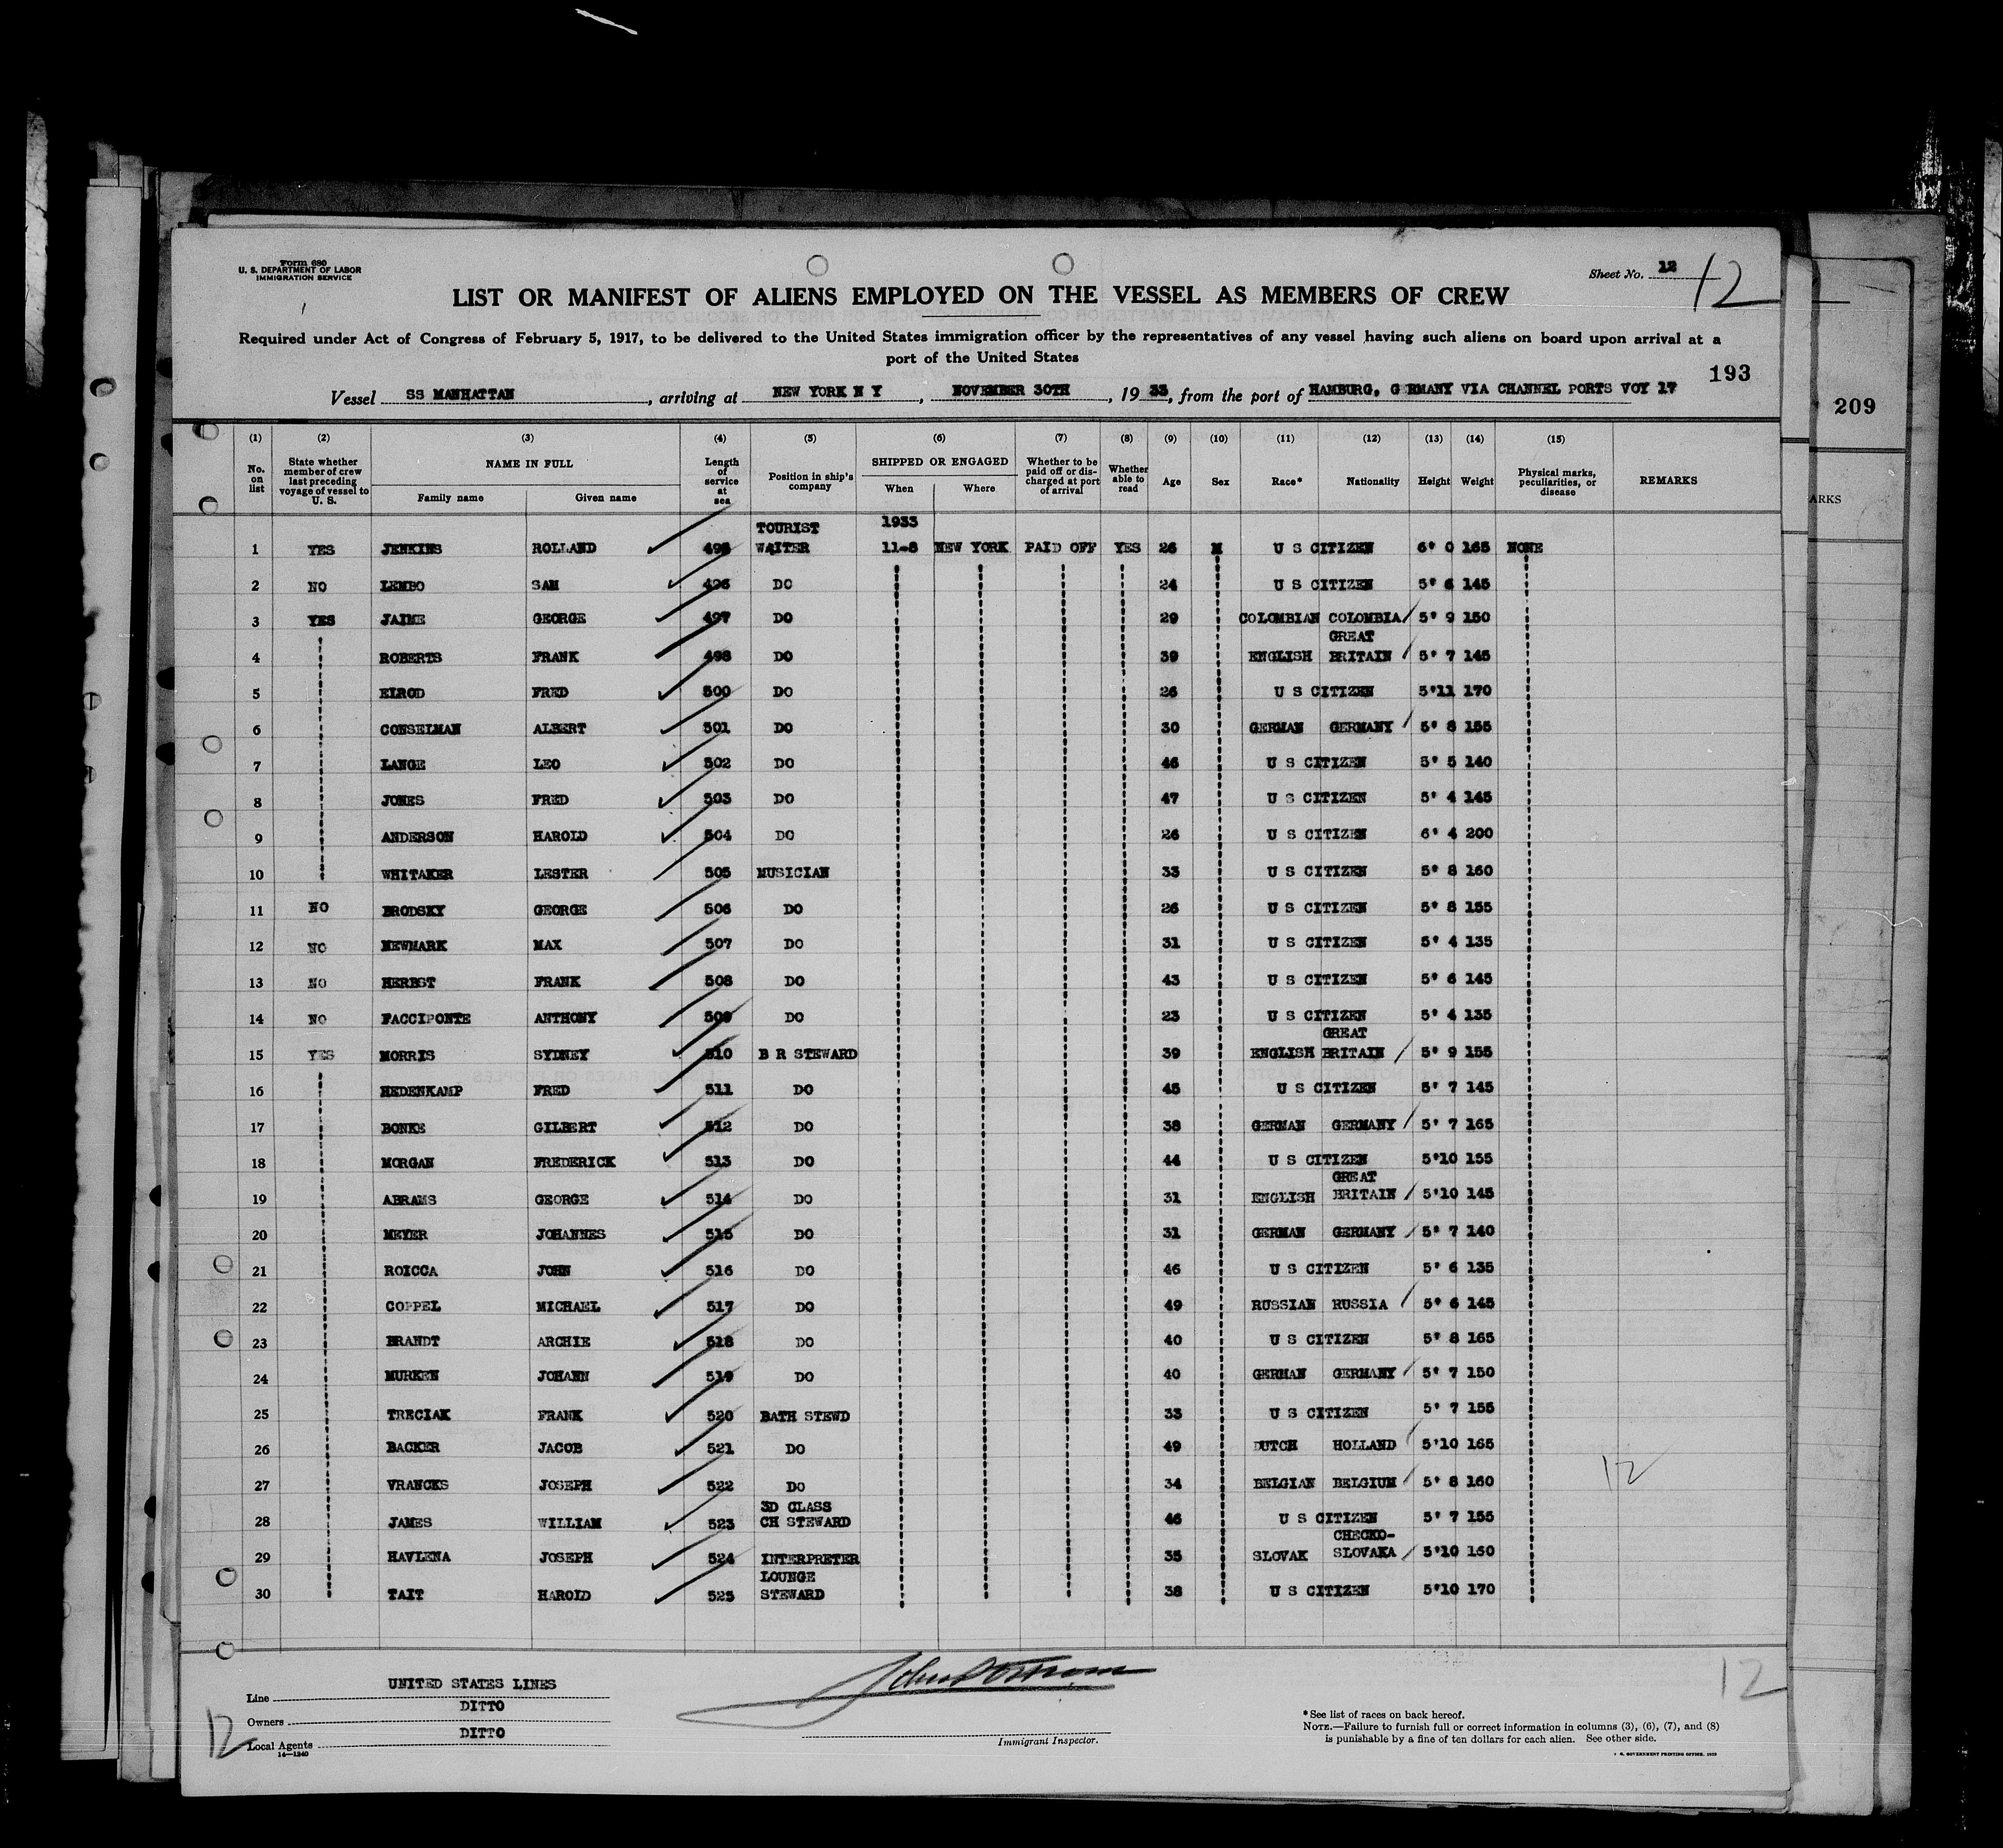 Form 680
U. S. DEPARTMENT OF LABOR
IMMIGRATION SERVICE
Sheet No. 12
12
LIST OR MANIFEST OF ALIENS EMPLOYED ON THE VESSEL AS MEMBERS OF CREW
Required under Act of Congress of February 5, 1917, to be delivered to the United States immigration officer by the representatives of any vessel having such aliens on board upon arrival at a
port of the United States
193
Vessel SS MANHATTAN, arriving at NEW YORK N Y, NOVEMBER 30TH, 1933, from the port of HAMBURG, GERMANY VIA CHANNEL PORTS VOY 17
209
(1) (2) (3) (4) (5) (6) (7) (8) (9) (10) (11) (12) (13) (14) (15)
No. on list
State whether member of crew last preceding voyage of vessel to U. S.
NAME IN FULL
Family name
Given name
Length of service at sea
Position in ship's company
SHIPPED OR ENGAGED
When
Where
Whether to be paid off or discharged at port of arrival
Whether able to read
Age
Sex
Race*
Nationality
Height
Weight
Physical marks, peculiarities, or disease
REMARKS
ARKS
TOURIST 1933
1 YES JENKINS ROLLAND 495 WAITER 11-8 NEW YORK PAID OFF YES 26 M U S CITIZEN 6' 0 165 NONE
2 NO LEMBO SAM 496 DO 24 U S CITIZEN 5' 6 145
3 YES JAIME GEORGE 497 DO 29 COLOMBIAN COLOMBIA 5' 9 150
GREAT
4 ROBERTS FRANK 498 DO 39 ENGLISH BRITAIN 5' 7 145
5 ELROD FRED 500 DO 26 U S CITIZEN 5'11 170
6 CONSELMAN ALBERT 501 DO 30 GERMAN GERMANY 5' 8 155
7 LANGE LEO 502 DO 46 U S CITIZEN 5' 5 140
8 JONES FRED 503 DO 47 U S CITIZEN 5' 4 145
9 ANDERSON HAROLD 504 DO 26 U S CITIZEN 6' 4 200
10 WHITAKER LESTER 505 MUSICIAN 33 U S CITIZEN 5' 8 160
11 NO BRODSKY GEORGE 506 DO 26 U S CITIZEN 5' 8 155
12 NO NEWMARK MAX 507 DO 31 U S CITIZEN 5' 4 135
13 NO HERBST FRANK 508 DO 43 U S CITIZEN 5' 6 145
14 NO FACCIPONTE ANTHONY 509 DO 23 U S CITIZEN 5' 4 135
GREAT
15 YES MORRIS SYDNEY 510 B R STEWARD 39 ENGLISH BRITAIN 5' 9 155
16 HEDENKAMP FRED 511 DO 45 U S CITIZEN 5' 7 145
17 BONKE GILBERT 512 DO 38 GERMAN GERMANY 5' 7 165
18 MORGAN FREDERICK 513 DO 44 U S CITIZEN 5'10 155
GREAT
19 ABRAMS GEORGE 514 DO 31 ENGLISH BRITAIN 5'10 145
20 MEYER JOHANNES 515 DO 31 GERMAN GERMANY 5' 7 140
21 ROICCA JOHN 516 DO 46 U S CITIZEN 5' 6 135
22 COPPEL MICHAEL 517 DO 49 RUSSIAN RUSSIA 5' 6 145
23 BRANDT ARCHIE 518 DO 40 U S CITIZEN 5' 8 165
24 MURKEN JOHANN 519 DO 40 GERMAN GERMANY 5' 7 150
25 TRECIAK FRANK 520 BATH STEWD 33 U S CITIZEN 5' 7 155
26 BACKER JACOB 521 DO 49 DUTCH HOLLAND 5'10 165
27 VRANCKS JOSEPH 522 DO 34 BELGIAN BELGIUM 5' 8 160
12
3D CLASS
28 JAMES WILLIAM 523 CH STEWARD 46 U S CITIZEN 5' 7 155
CHECKO-
29 HAVLENA JOSEPH 524 INTERPRETER 35 SLOVAK SLOVAKA 5'10 160
LOUNGE
30 TAIT HAROLD 525 STEWARD 38 U S CITIZEN 5'10 170
12
Line UNITED STATES LINES
Owners DITTO
Local Agents DITTO
12
14—1240
Immigrant Inspector.
*See list of races on back hereof.
NOTE.—Failure to furnish full or correct information in columns (3), (6), (7), and (8)
is punishable by a fine of ten dollars for each alien. See other side.